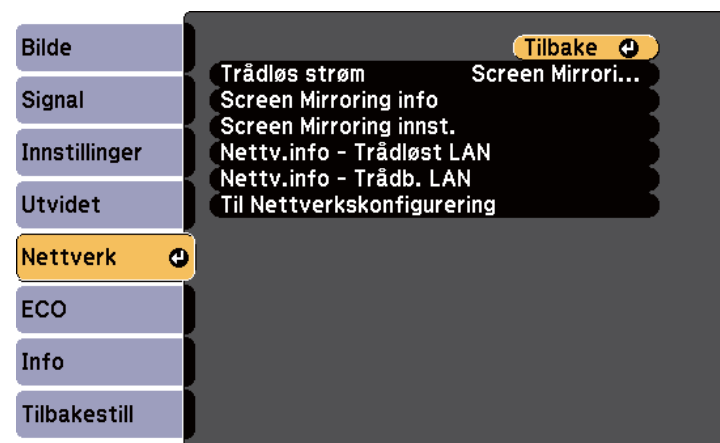 Bilde
Signal
Innstillinger
Utvidet
Nettverk
ECO
Info
Tilbakestill
Tilbake
Trådløs strøm Screen Mirrori...
Screen Mirroring info
Screen Mirroring innst.
Nettv.info - Trådløst LAN
Nettv.info - Trådb. LAN
Til Nettverkskonfigurering